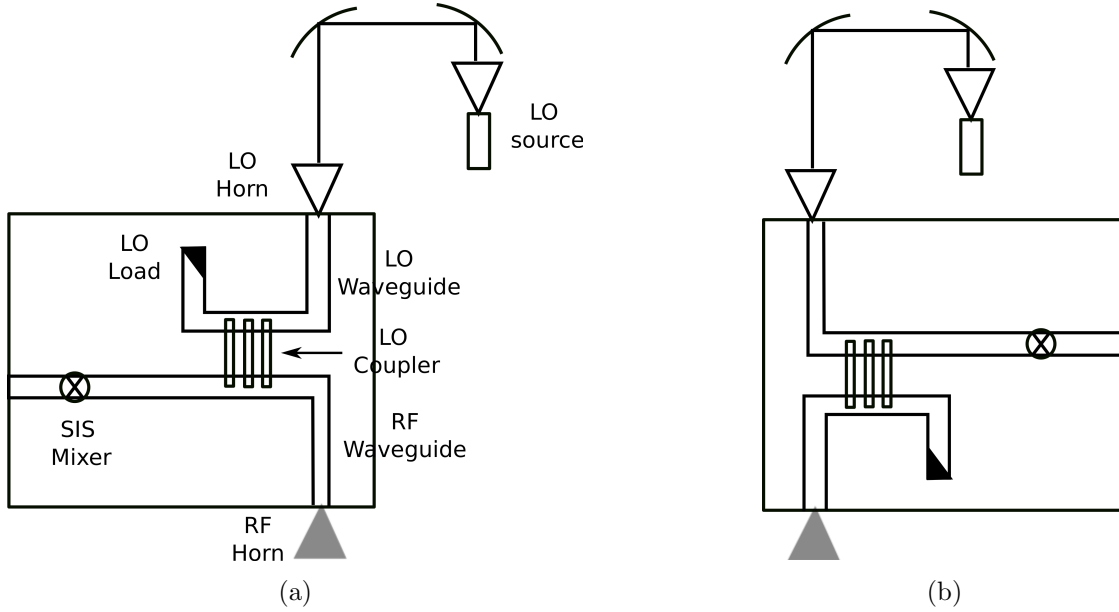 LO
source
LO
Horn
LO
Load
LO
Waveguide
LO
Coupler
SIS
Mixer
RF
Waveguide
RF
Horn
(a)
(b)